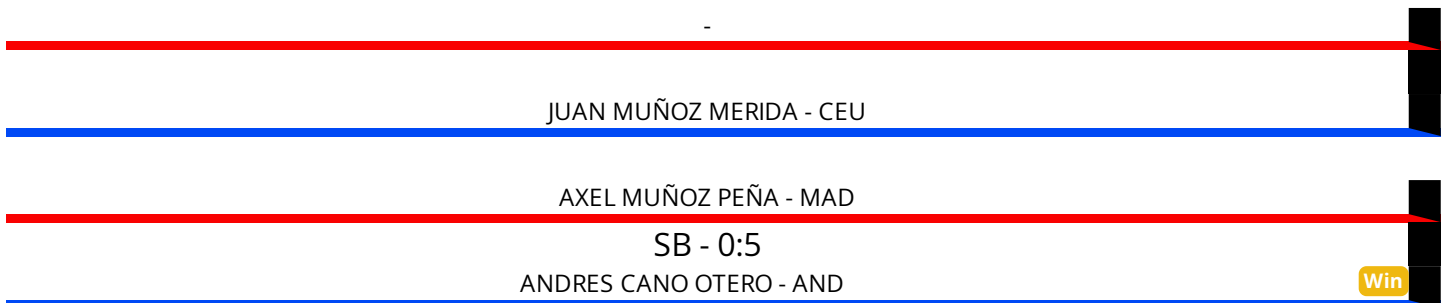 -
JUAN MUÑOZ MERIDA - CEU
AXEL MUÑOZ PEÑA - MAD
SB - 0:5
ANDRES CANO OTERO - AND
Win